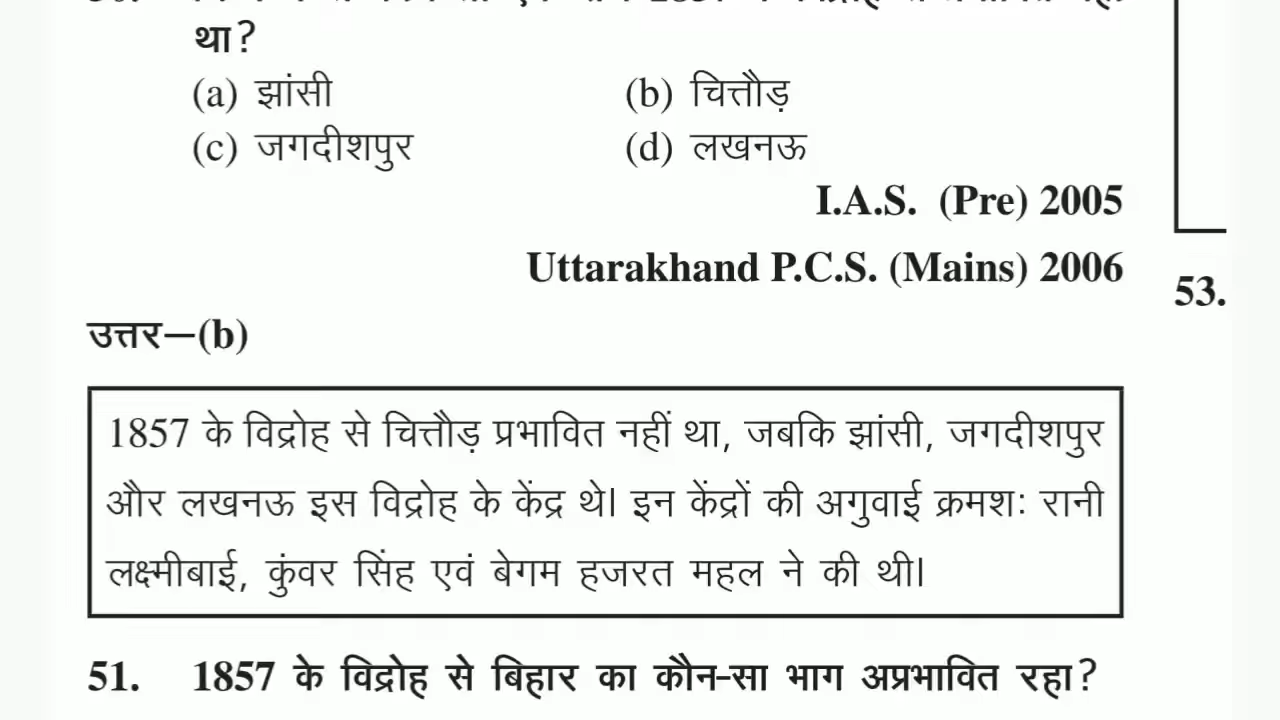 था?
(a) झांसी (b) चित्तौड़
(c) जगदीशपुर (d) लखनऊ
I.A.S. (Pre) 2005
Uttarakhand P.C.S. (Mains) 2006
उत्तर—(b)
1857 के विद्रोह से चित्तौड़ प्रभावित नहीं था, जबकि झांसी, जगदीशपुर
और लखनऊ इस विद्रोह के केंद्र थे। इन केंद्रों की अगुवाई क्रमशः रानी
लक्ष्मीबाई, कुंवर सिंह एवं बेगम हजरत महल ने की थी।
51. 1857 के विद्रोह से बिहार का कौन-सा भाग अप्रभावित रहा?
53.